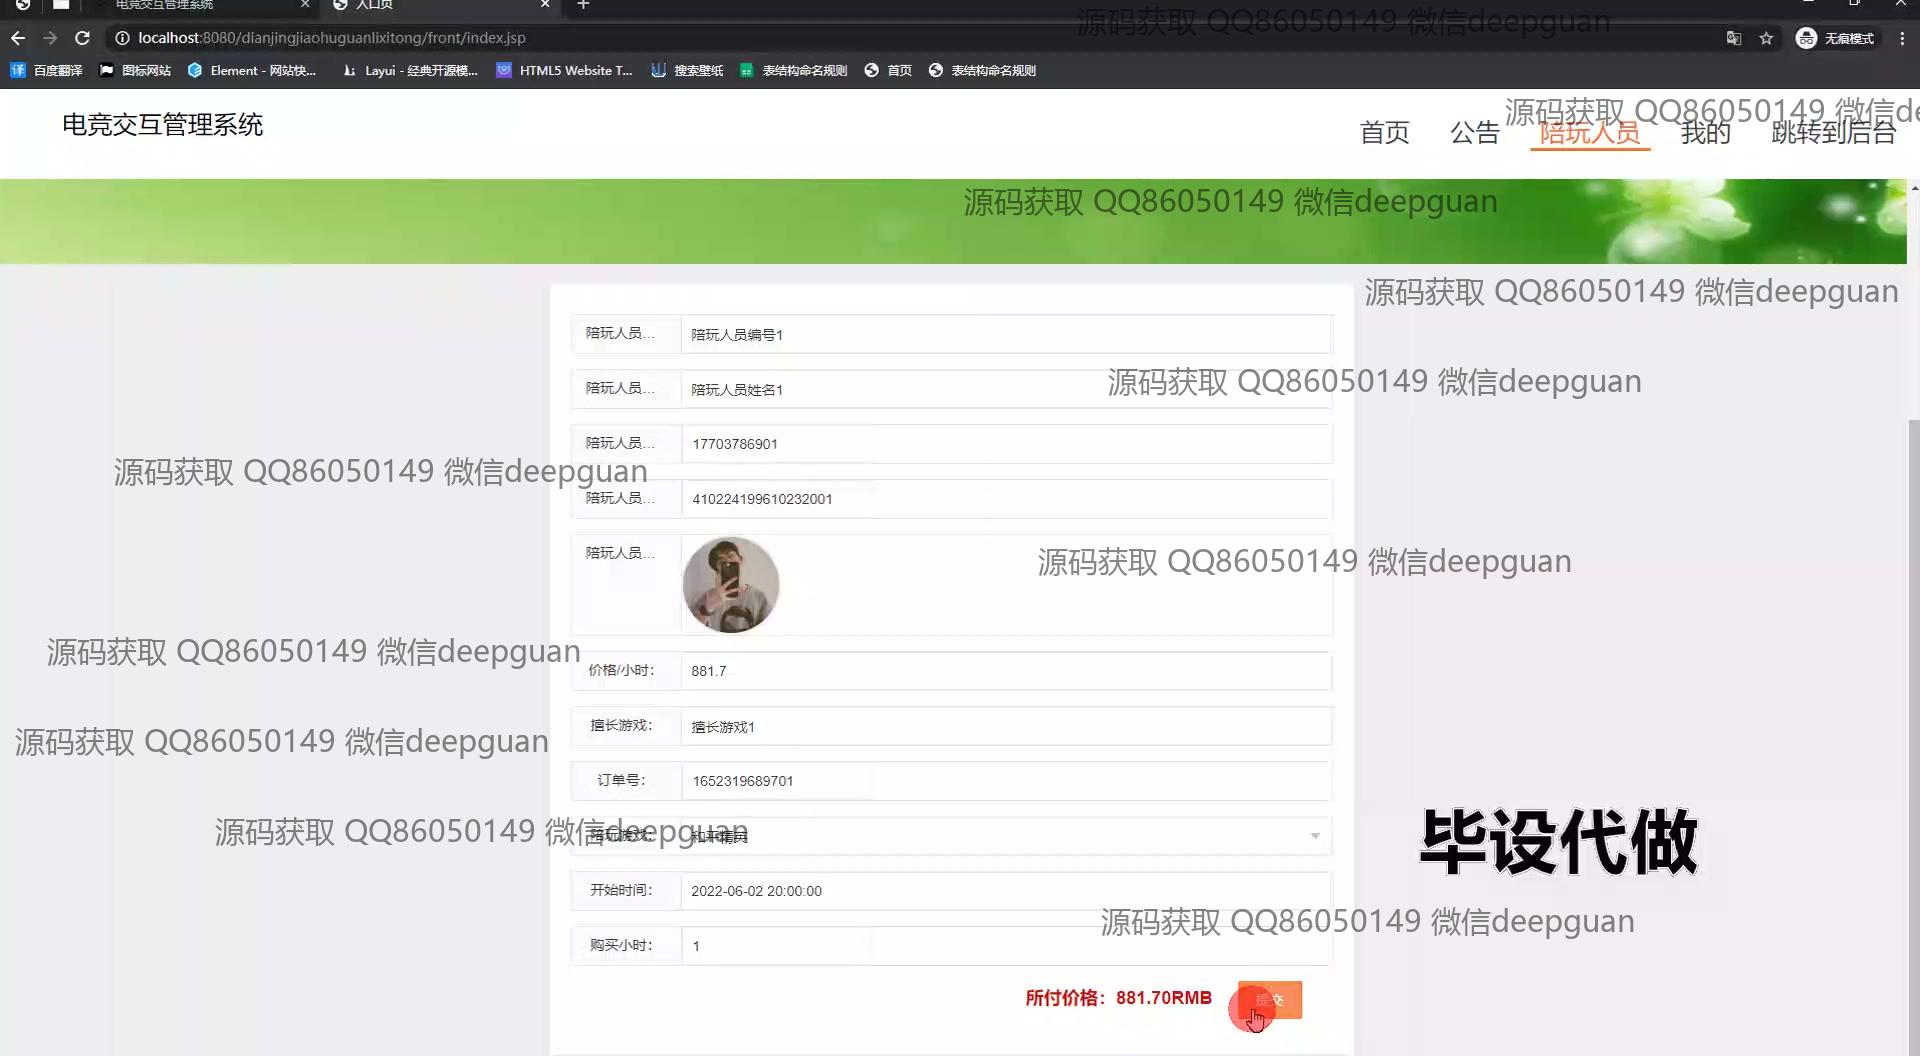 电竞交互管理系统
入口页
localhost:8080/dianjingjiaohuguanlixitong/front/index.jsp
无痕模式
百度翻译
图标网站
Element - 网站快...
Layui - 经典开源模...
HTML5 Website T...
搜索壁纸
表结构命名规则
首页
表结构命名规则
源码获取 QQ86050149 微信deepguan
电竞交互管理系统
源码获取 QQ86050149 微信de
首页
公告
陪玩人员
我的
跳转到后台
源码获取 QQ86050149 微信deepguan
源码获取 QQ86050149 微信deepguan
陪玩人员... 陪玩人员编号1
陪玩人员... 陪玩人员姓名1
源码获取 QQ86050149 微信deepguan
陪玩人员... 17703786901
源码获取 QQ86050149 微信deepguan
陪玩人员... 410224199610232001
陪玩人员...
源码获取 QQ86050149 微信deepguan
源码获取 QQ86050149 微信deepguan
价格/小时： 881.7
擅长游戏： 擅长游戏1
源码获取 QQ86050149 微信deepguan
订单号： 1652319689701
源码获取 QQ86050149 微信deepguan
陪玩游戏： 和平精英
毕设代做
开始时间： 2022-06-02 20:00:00
源码获取 QQ86050149 微信deepguan
购买小时： 1
所付价格：881.70RMB
提交